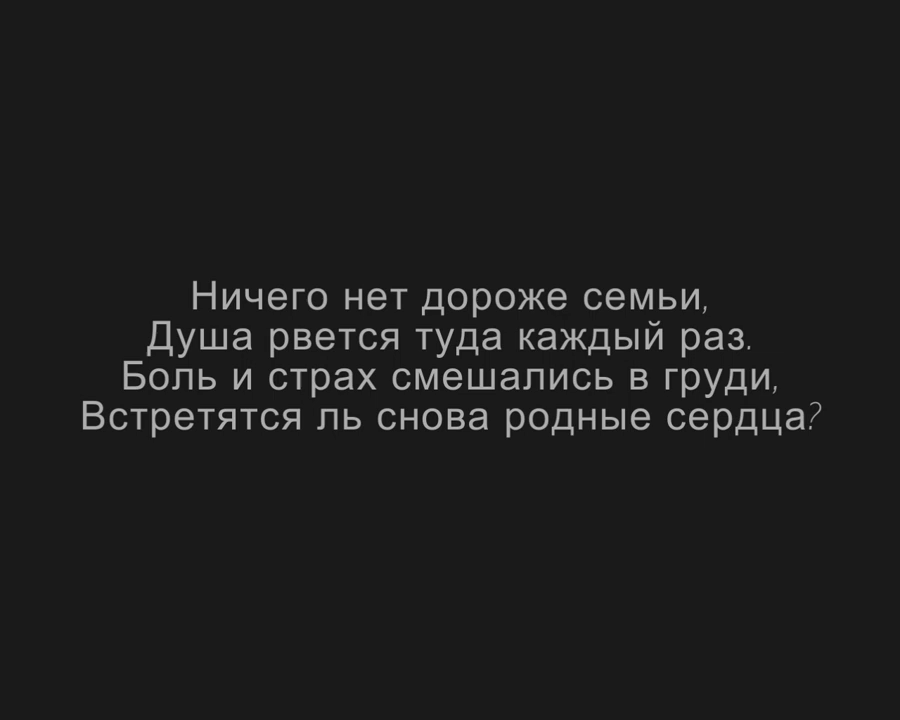 Ничего нет дороже семьи,
Душа рвется туда каждый раз.
Боль и страх смешались в груди,
Встретятся ль снова родные сердца?